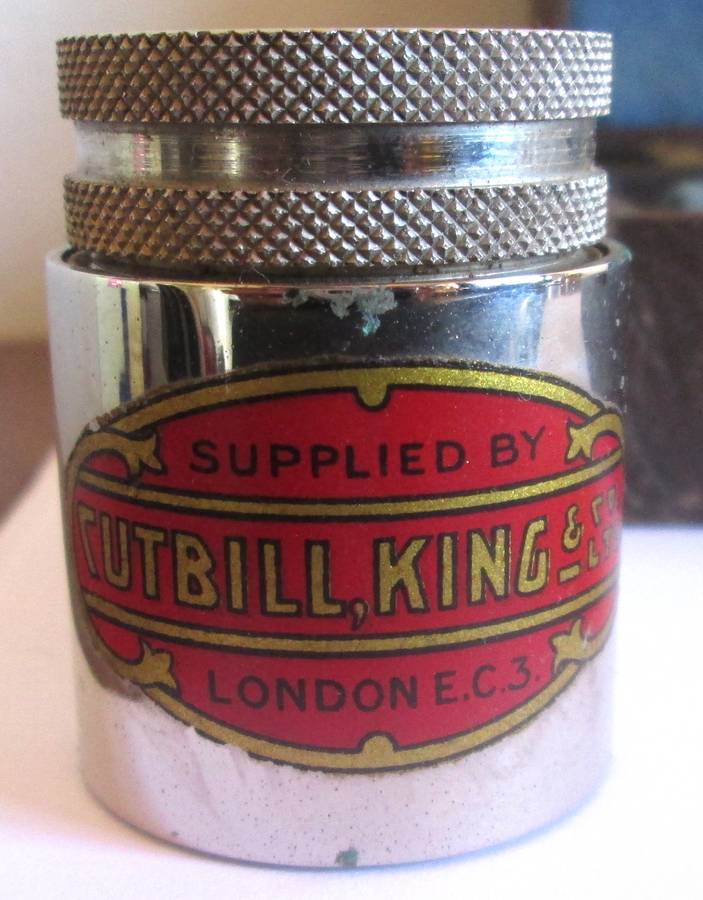 SUPPLIED BY
CUTBILL, KING & CO LTD
LONDON E.C.3.